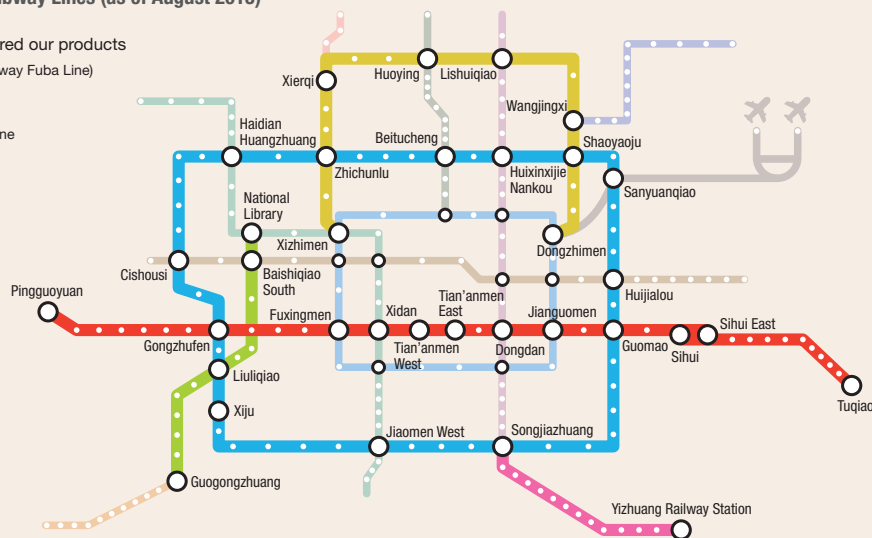 bway Lines (as of August 2013)
red our products
way Fuba Line)
ne
Huoying
Lishuiqiao
Xierqi
Wangjingxi
Haidian
Huangzhuang
Beitucheng
Shaoyaoju
Zhichunlu
Huixinxijie
Nankou
Sanyuanqiao
National
Library
Xizhimen
Dongzhimen
Cishousi
Baishiqiao
South
Huijialou
Pingguoyuan
Fuxingmen
Xidan
Tian'anmen
East
Jianguomen
Sihui East
Gongzhufen
Tian'anmen
West
Dongdan
Guomao
Sihui
Liuliqiao
Tuqiao
Xiju
Jiaomen West
Songjiazhuang
Guogongzhuang
Yizhuang Railway Station